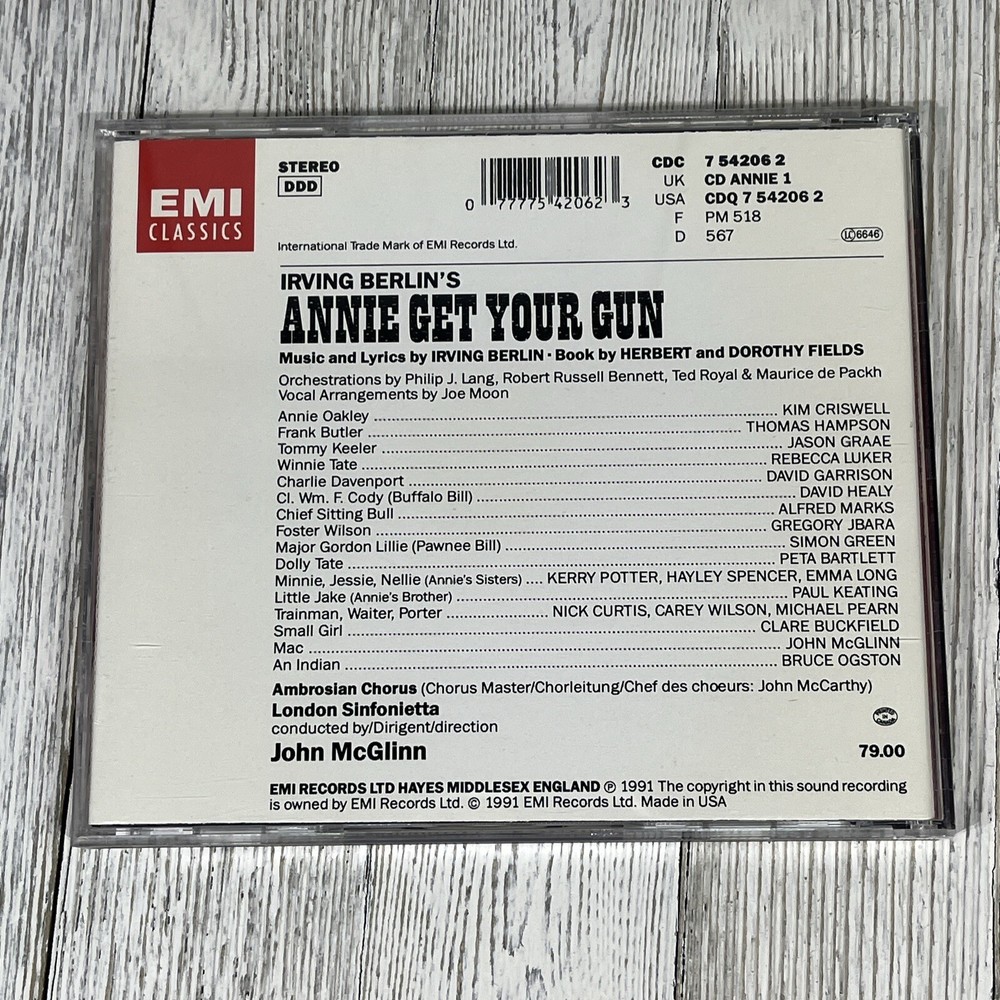 EMI
CLASSICS
STEREO
DDD
International Trade Mark of EMI Records Ltd.
0 77775 42062 3
CDC 7 54206 2
UK CD ANNIE 1
USA CDQ 7 54206 2
F PM 518
D 567
LC 6646
IRVING BERLIN'S
ANNIE GET YOUR GUN
Music and Lyrics by IRVING BERLIN · Book by HERBERT and DOROTHY FIELDS
Orchestrations by Philip J. Lang, Robert Russell Bennett, Ted Royal & Maurice de Packh
Vocal Arrangements by Joe Moon
Annie Oakley ........ KIM CRISWELL
Frank Butler ........ THOMAS HAMPSON
Tommy Keeler ........ JASON GRAAE
Winnie Tate ........ REBECCA LUKER
Charlie Davenport ........ DAVID GARRISON
Cl. Wm. F. Cody (Buffalo Bill) ........ DAVID HEALY
Chief Sitting Bull ........ ALFRED MARKS
Foster Wilson ........ GREGORY JBARA
Major Gordon Lillie (Pawnee Bill) ........ SIMON GREEN
Dolly Tate ........ PETA BARTLETT
Minnie, Jessie, Nellie (Annie's Sisters) .... KERRY POTTER, HAYLEY SPENCER, EMMA LONG
Little Jake (Annie's Brother) ........ PAUL KEATING
Trainman, Waiter, Porter ........ NICK CURTIS, CAREY WILSON, MICHAEL PEARN
Small Girl ........ CLARE BUCKFIELD
Mac ........ JOHN McGLINN
An Indian ........ BRUCE OGSTON
Ambrosian Chorus (Chorus Master/Chorleitung/Chef des chœurs: John McCarthy)
London Sinfonietta
conducted by/Dirigent/direction
John McGlinn
79.00
EMI RECORDS LTD HAYES MIDDLESEX ENGLAND ℗ 1991 The copyright in this sound recording
is owned by EMI Records Ltd. © 1991 EMI Records Ltd. Made in USA